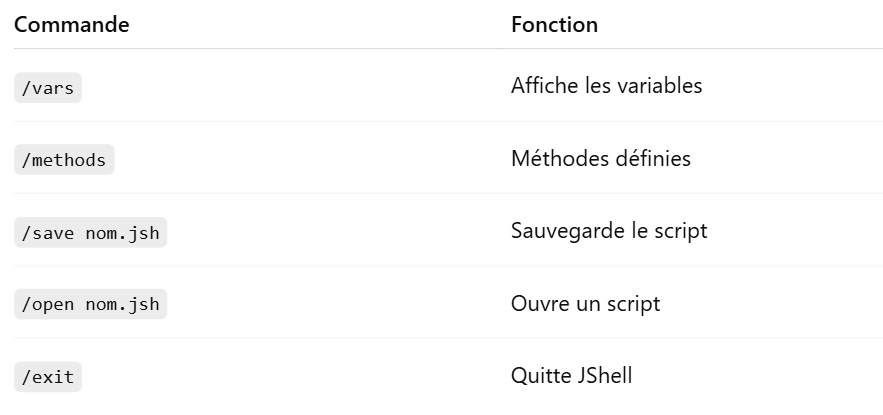 Commande Fonction
/vars Affiche les variables
/methods Méthodes définies
/save nom.jsh Sauvegarde le script
/open nom.jsh Ouvre un script
/exit Quitte JShell